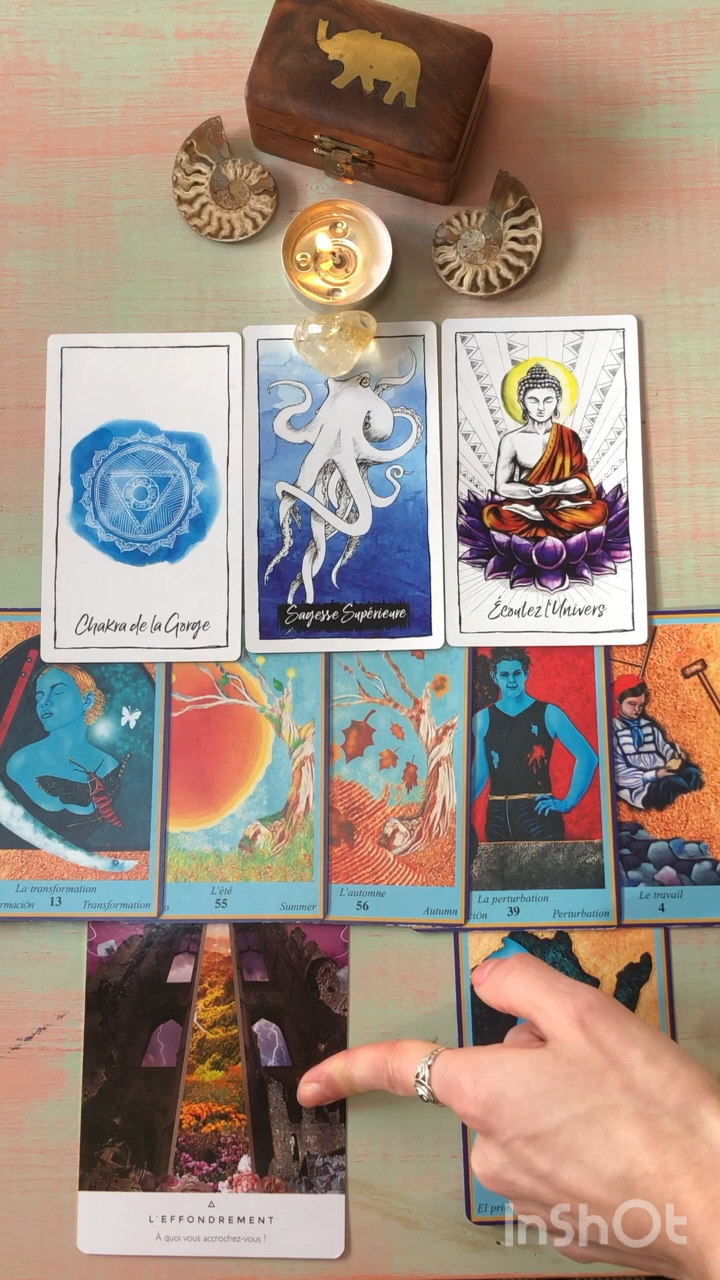 Chakra de la Gorge
Sagesse Supérieure
Écoulez l'Univers
La transformation
13
Transformation
L'été
55
Summer
L'automne
56
Autumn
La perturbation
39
Perturbation
Le travail
4
L'EFFONDREMENT
À quoi vous accrochez-vous ?
InShOt